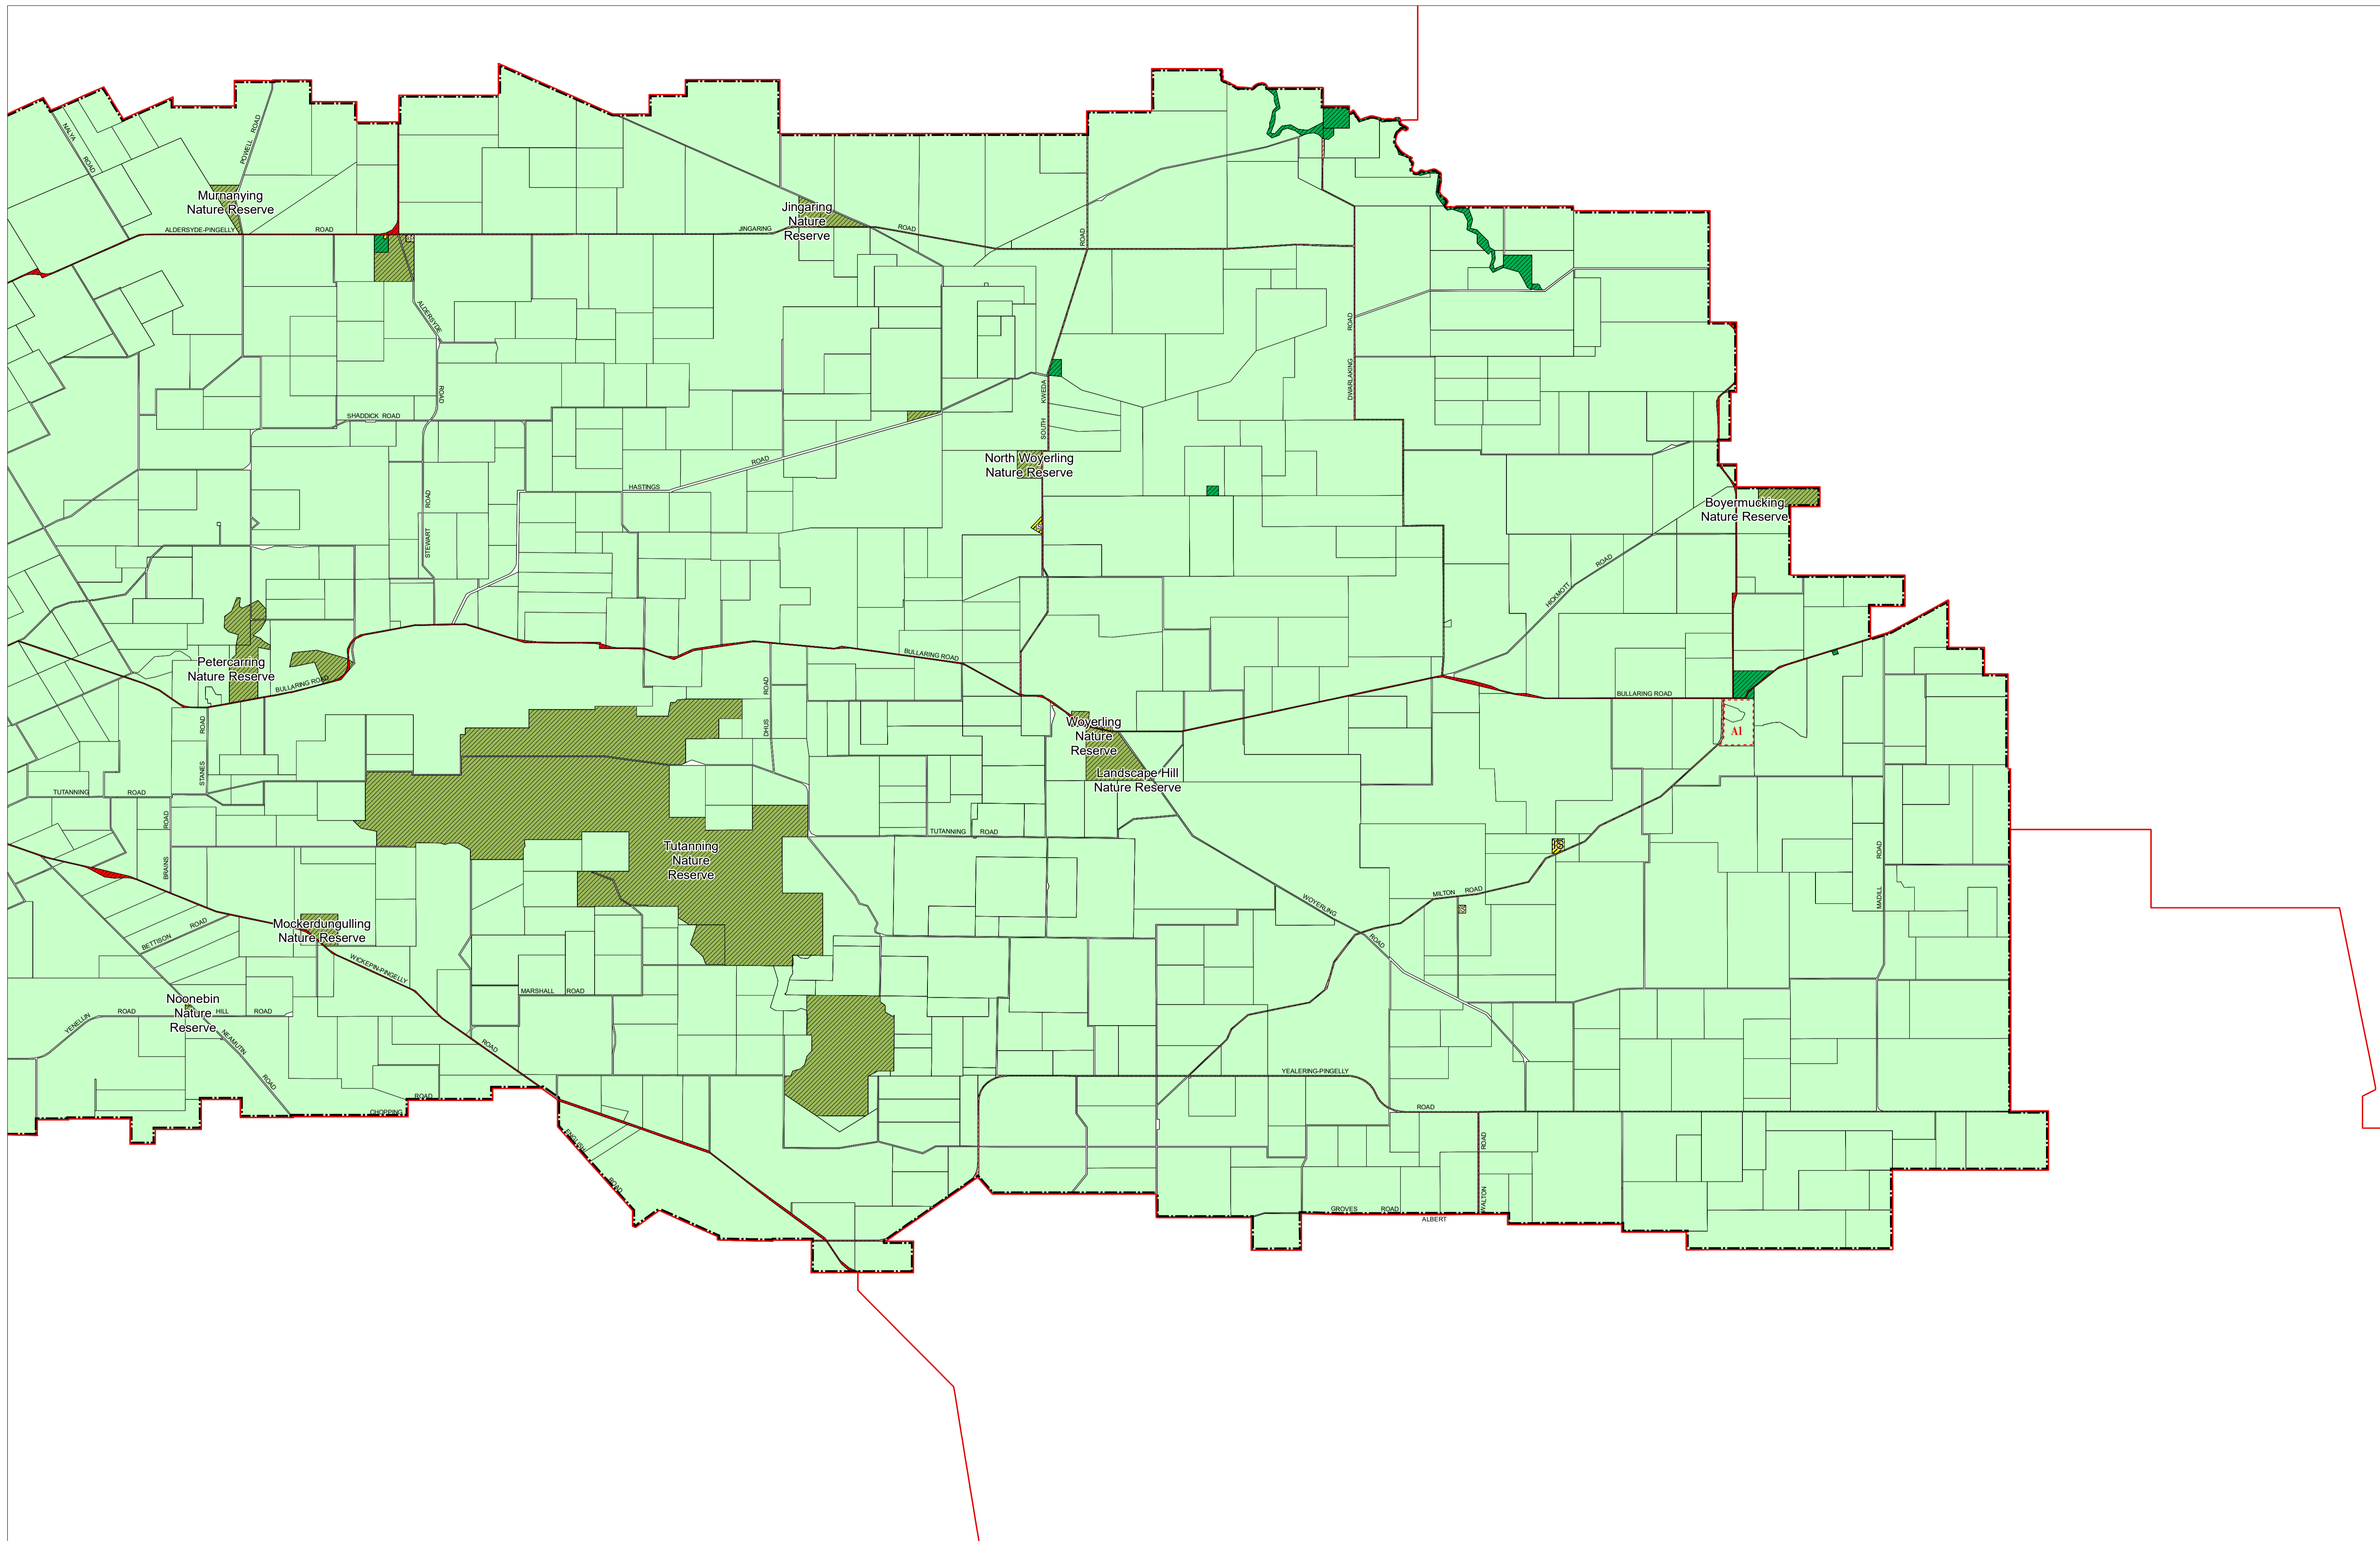 NALYA
ROAD
POWELL
ROAD
Murnanying
Nature Reserve
ALDERSYDE-PINGELLY
ROAD
JINGARING
Jingaring
Nature
Reserve
ROAD
ROAD
ALDERSYDE
ROAD
ROAD
DWARLAKING
KWEDA
SOUTH
SHADDICK ROAD
ROAD
HASTINGS
North Woyerling
Nature Reserve
ROAD
STEWART
Boyermucking
Nature Reserve
ROAD
HICKMOTT
Petercarring
Nature Reserve
BULLARING ROAD
BULLARING ROAD
BULLARING ROAD
ROAD
DHUS
ROAD
STANES
Woyerling
Nature
Reserve
AI
Landscape Hill
Nature Reserve
TUTANNING
ROAD
ROAD
BRAINS
TUTANNING
ROAD
Tutanning
Nature
Reserve
TS
ROAD
MADILL
MILTON
ROAD
WOYERLING
ROAD
BETTISON
ROAD
Mockerdungulling
Nature Reserve
WICKEPIN-PINGELLY
ROAD
MARSHALL
ROAD
Noonebin
Nature
Reserve
YENELLIN
ROAD
HILL
ROAD
NEAMUTIN
ROAD
YEALERING-PINGELLY
ROAD
CHOPPING
ROAD
ENGLISH
ROAD
ROAD
WALTON
GROVES
ROAD
ALBERT